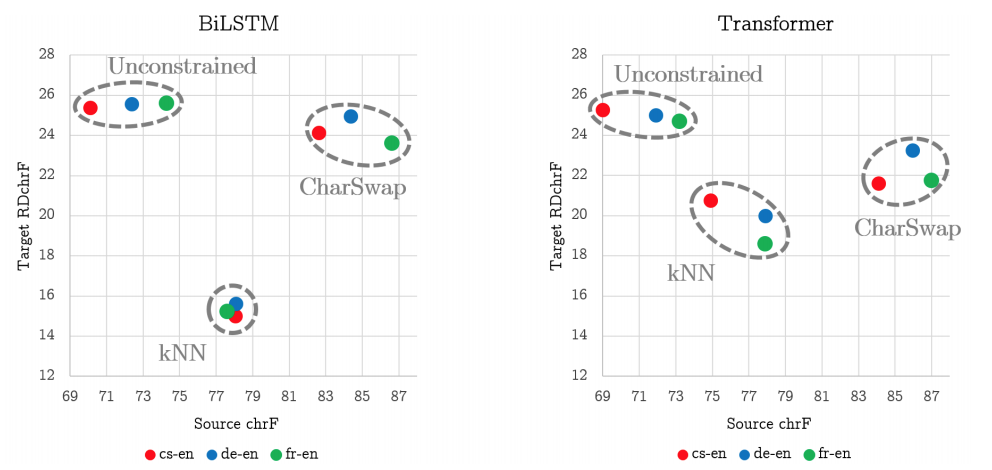 BiLSTM
28
26
24
22
20
18
16
14
12
Target RDchrF
Unconstrained
CharSwap
kNN
69 71 73 75 77 79 81 83 85 87
Source chrF
cs-en de-en fr-en
Transformer
28
26
24
22
20
18
16
14
12
Target RDchrF
Unconstrained
CharSwap
kNN
69 71 73 75 77 79 81 83 85 87
Source chrF
cs-en de-en fr-en